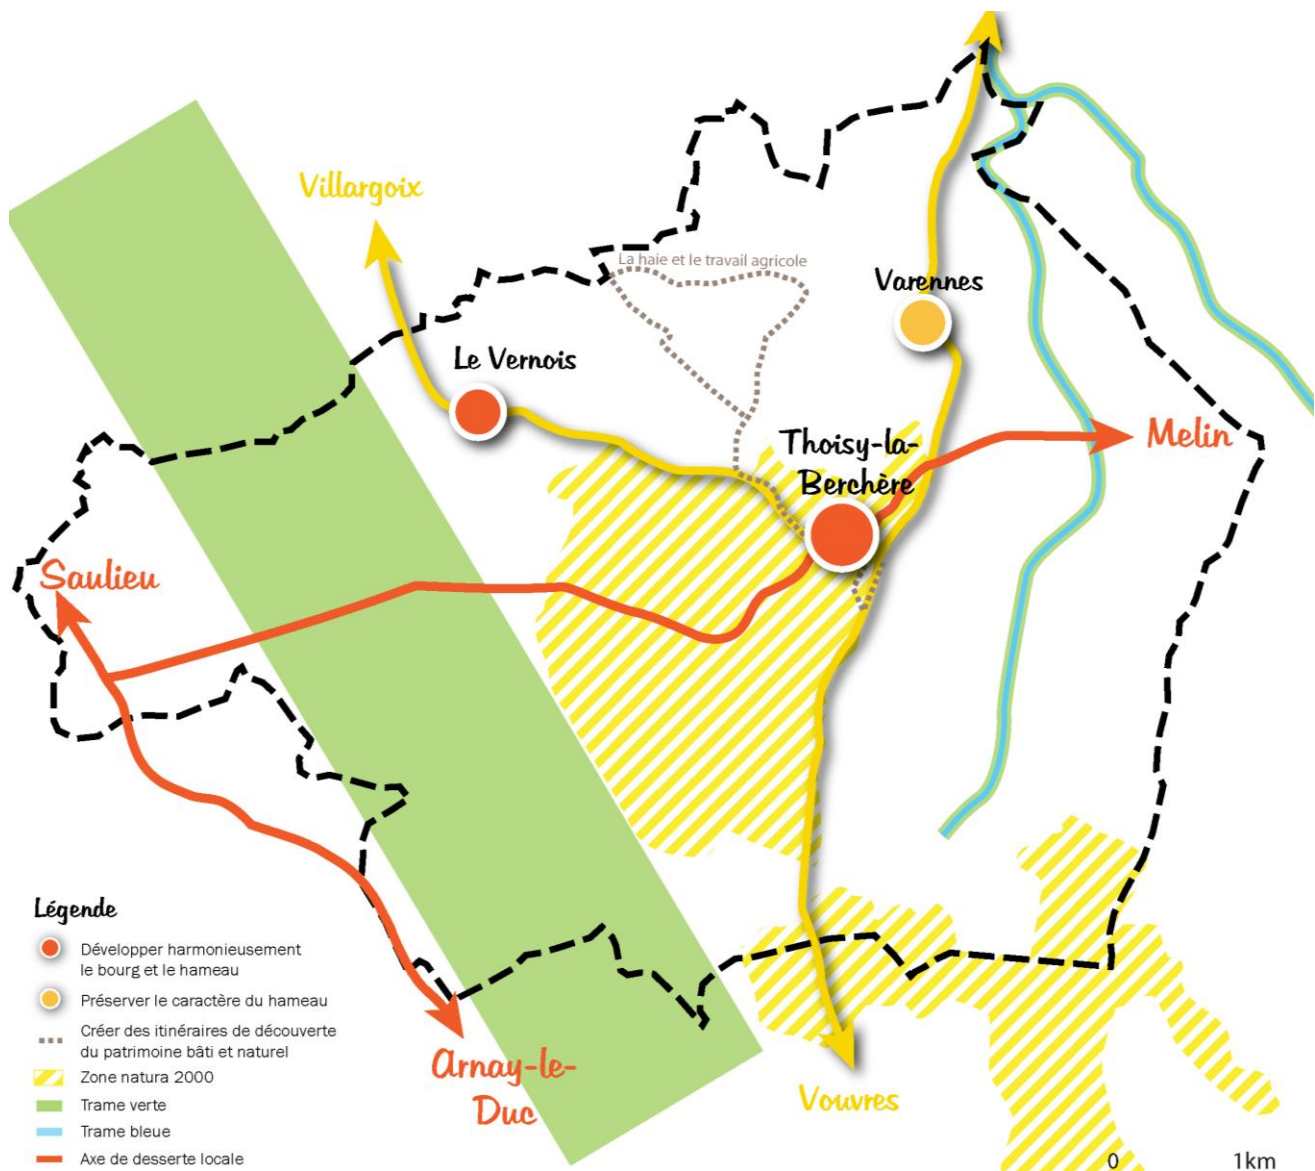 Villargoix
La haie et le travail agricole
Varennes
Le Vernois
Thoisy-la-
Berchère
Melin
Saulieu
Arnay-le-
Duc
Vouvres
Légende
Développer harmonieusement
le bourg et le hameau
Préserver le caractère du hameau
Créer des itinéraires de découverte
du patrimoine bâti et naturel
Zone natura 2000
Trame verte
Trame bleue
Axe de desserte locale
0 1km